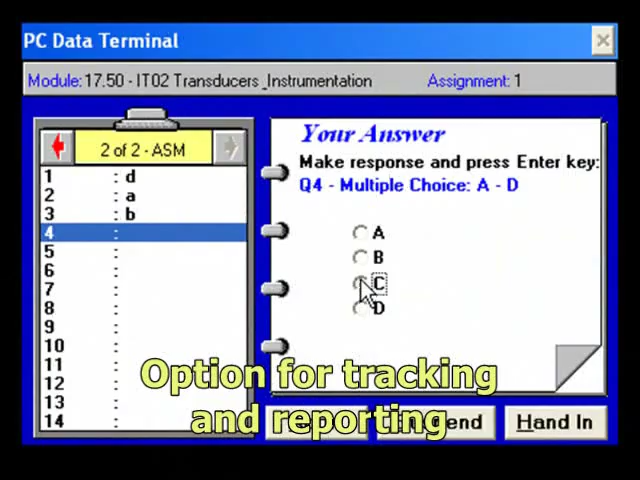 PC Data Terminal
Module: 17.50 - IT02 Transducers_Instrumentation Assignment: 1
2 of 2 - ASM
1 : d
2 : a
3 : b
4 :
5 :
6 :
7 :
8 :
9 :
10 :
11 :
12 :
13 :
14 :
Your Answer
Make response and press Enter key:
Q4 - Multiple Choice: A - D
A
B
C
D
Option for tracking
and reporting
Hand In